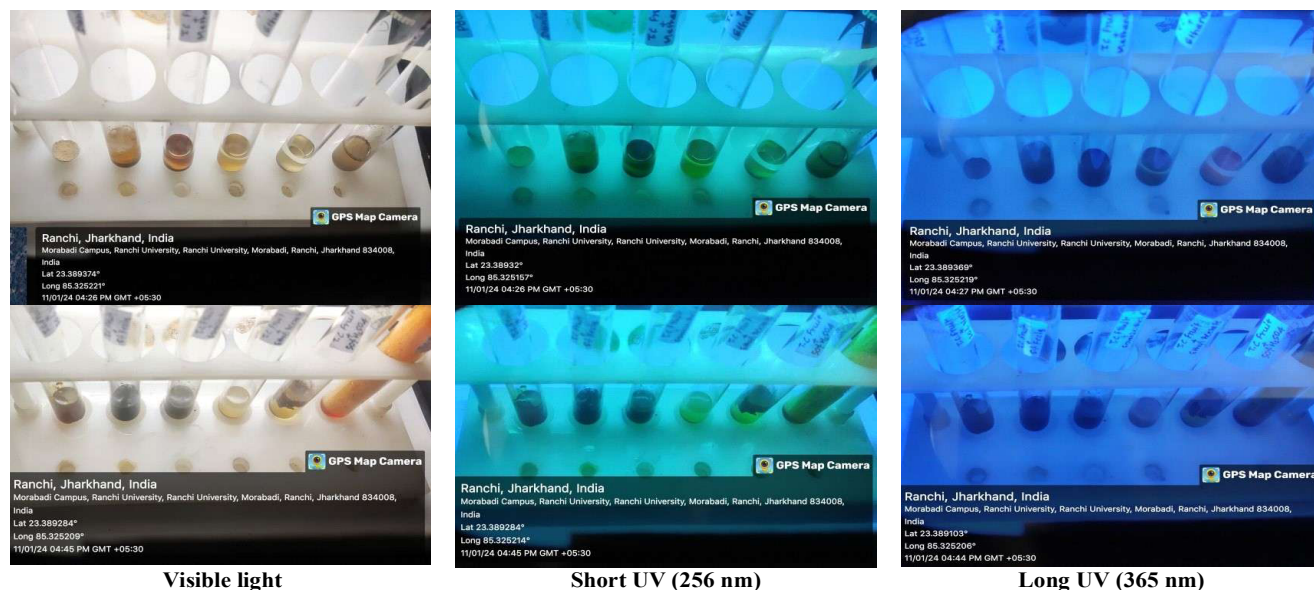 GPS Map Camera
Ranchi, Jharkhand, India
Morabadi Campus, Ranchi University, Ranchi University, Morabadi, Ranchi, Jharkhand 834008,
India
Lat 23.389374°
Long 85.325221°
11/01/24 04:26 PM GMT +05:30
GPS Map Camera
Ranchi, Jharkhand, India
Morabadi Campus, Ranchi University, Ranchi University, Morabadi, Ranchi, Jharkhand 834008,
India
Lat 23.38932°
Long 85.325157°
11/01/24 04:26 PM GMT +05:30
GPS Map Camera
Ranchi, Jharkhand, India
Morabadi Campus, Ranchi University, Ranchi University, Morabadi, Ranchi, Jharkhand 834008,
India
Lat 23.389369°
Long 85.325219°
11/01/24 04:27 PM GMT +05:30
GPS Map Camera
Ranchi, Jharkhand, India
Morabadi Campus, Ranchi University, Ranchi University, Morabadi, Ranchi, Jharkhand 834008,
India
Lat 23.389284°
Long 85.325209°
11/01/24 04:45 PM GMT +05:30
T.C Fruit
GPS Map Camera
Ranchi, Jharkhand, India
Morabadi Campus, Ranchi University, Ranchi University, Morabadi, Ranchi, Jharkhand 834008,
India
Lat 23.389284°
Long 85.325214°
11/01/24 04:45 PM GMT +05:30
T.C Fruit
GPS Map Camera
Ranchi, Jharkhand, India
Morabadi Campus, Ranchi University, Ranchi University, Morabadi, Ranchi, Jharkhand 834008,
India
Lat 23.389103°
Long 85.325206°
11/01/24 04:44 PM GMT +05:30
Visible light
Short UV (256 nm)
Long UV (365 nm)